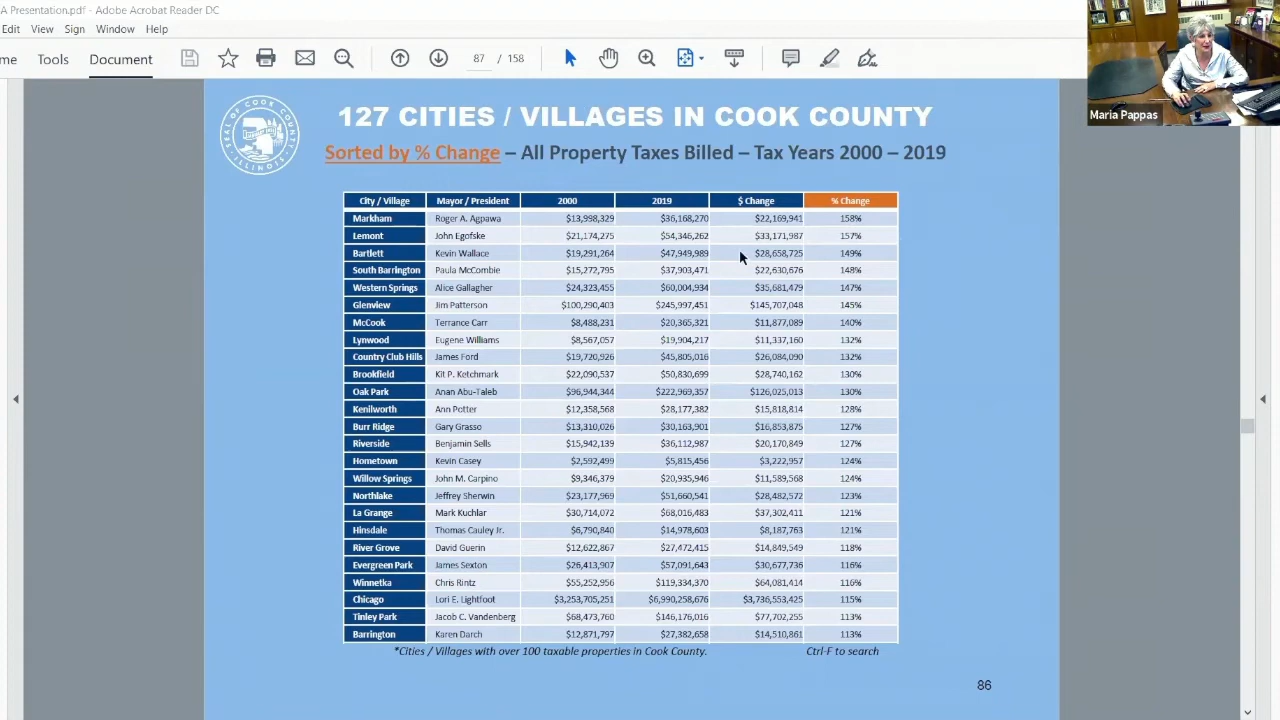 A Presentation.pdf - Adobe Acrobat Reader DC
Edit View Sign Window Help
me Tools Document 87 / 158
Maria Pappas
SEAL OF COOK COUNTY ILLINOIS
127 CITIES / VILLAGES IN COOK COUNTY
Sorted by % Change – All Property Taxes Billed – Tax Years 2000 – 2019
City / Village Mayor / President 2000 2019 $ Change % Change
Markham Roger A. Agpawa $13,998,329 $36,168,270 $22,169,941 158%
Lemont John Egofske $21,174,275 $54,346,262 $33,171,987 157%
Bartlett Kevin Wallace $19,291,264 $47,949,989 $28,658,725 149%
South Barrington Paula McCombie $15,272,795 $37,903,471 $22,630,676 148%
Western Springs Alice Gallagher $24,323,455 $60,004,934 $35,681,479 147%
Glenview Jim Patterson $100,290,403 $245,997,451 $145,707,048 145%
McCook Terrance Carr $8,488,231 $20,365,321 $11,877,089 140%
Lynwood Eugene Williams $8,567,057 $19,904,217 $11,337,160 132%
Country Club Hills James Ford $19,720,926 $45,805,016 $26,084,090 132%
Brookfield Kit P. Ketchmark $22,090,537 $50,830,699 $28,740,162 130%
Oak Park Anan Abu-Taleb $96,944,344 $222,969,357 $126,025,013 130%
Kenilworth Ann Potter $12,358,568 $28,177,382 $15,818,814 128%
Burr Ridge Gary Grasso $13,310,026 $30,163,901 $16,853,875 127%
Riverside Benjamin Sells $15,942,139 $36,112,987 $20,170,849 127%
Hometown Kevin Casey $2,592,499 $5,815,456 $3,222,957 124%
Willow Springs John M. Carpino $9,346,379 $20,935,946 $11,589,568 124%
Northlake Jeffrey Sherwin $23,177,969 $51,660,541 $28,482,572 123%
La Grange Mark Kuchlar $30,714,072 $68,016,483 $37,302,411 121%
Hinsdale Thomas Cauley Jr. $6,790,840 $14,978,603 $8,187,763 121%
River Grove David Guerin $12,622,867 $27,472,415 $14,849,549 118%
Evergreen Park James Sexton $26,413,907 $57,091,643 $30,677,736 116%
Winnetka Chris Rintz $55,252,956 $119,334,370 $64,081,414 116%
Chicago Lori E. Lightfoot $3,253,705,251 $6,990,258,676 $3,736,553,425 115%
Tinley Park Jacob C. Vandenberg $68,473,760 $146,176,016 $77,702,255 113%
Barrington Karen Darch $12,871,797 $27,382,658 $14,510,861 113%
*Cities / Villages with over 100 taxable properties in Cook County. Ctrl-F to search
86